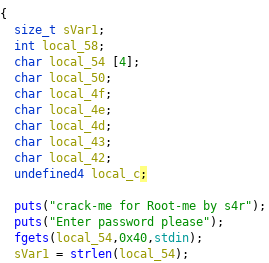 {
size_t sVar1;
int local_58;
char local_54 [4];
char local_50;
char local_4f;
char local_4e;
char local_4d;
char local_43;
char local_42;
undefined4 local_c;
puts("crack-me for Root-me by s4r");
puts("Enter password please");
fgets(local_54,0x40,stdin);
sVar1 = strlen(local_54);